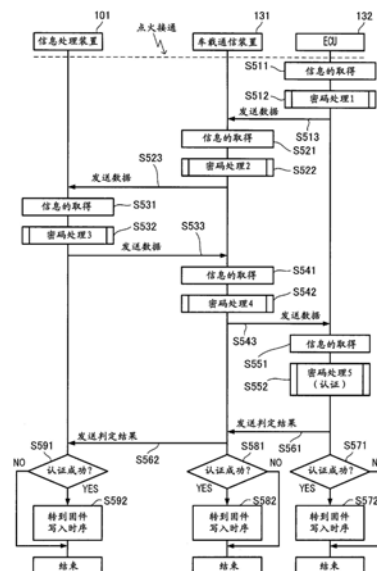 101 131 132
信息处理装置 车载通信装置 ECU
点火接通
S511 信息的取得
S512 密码处理1
发送数据 S513
信息的取得 S521
发送数据 S523 密码处理2 S522
信息的取得 S531
密码处理3 S532 S533
发送数据
信息的取得 S541
密码处理4 S542
发送数据
S543 信息的取得
S551
S552 密码处理5
(认证)
发送判定结果
S591 发送判定结果 S581 S561 S571
S562
NO 认证成功? 认证成功? NO 认证成功? NO
YES S592 YES S582 YES S572
转到固件 转到固件 转到固件
写入时序 写入时序 写入时序
结束 结束 结束